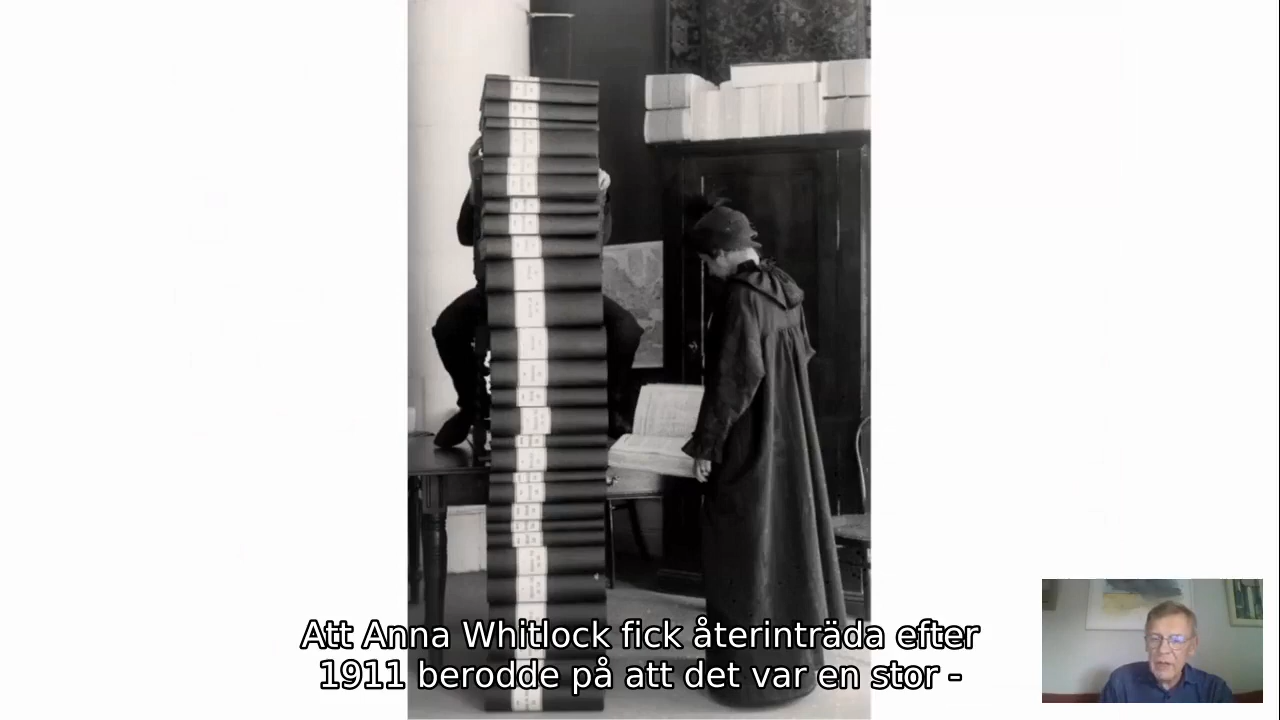 Att Anna Whitlock fick återinträda efter
1911 berodde på att det var en stor -